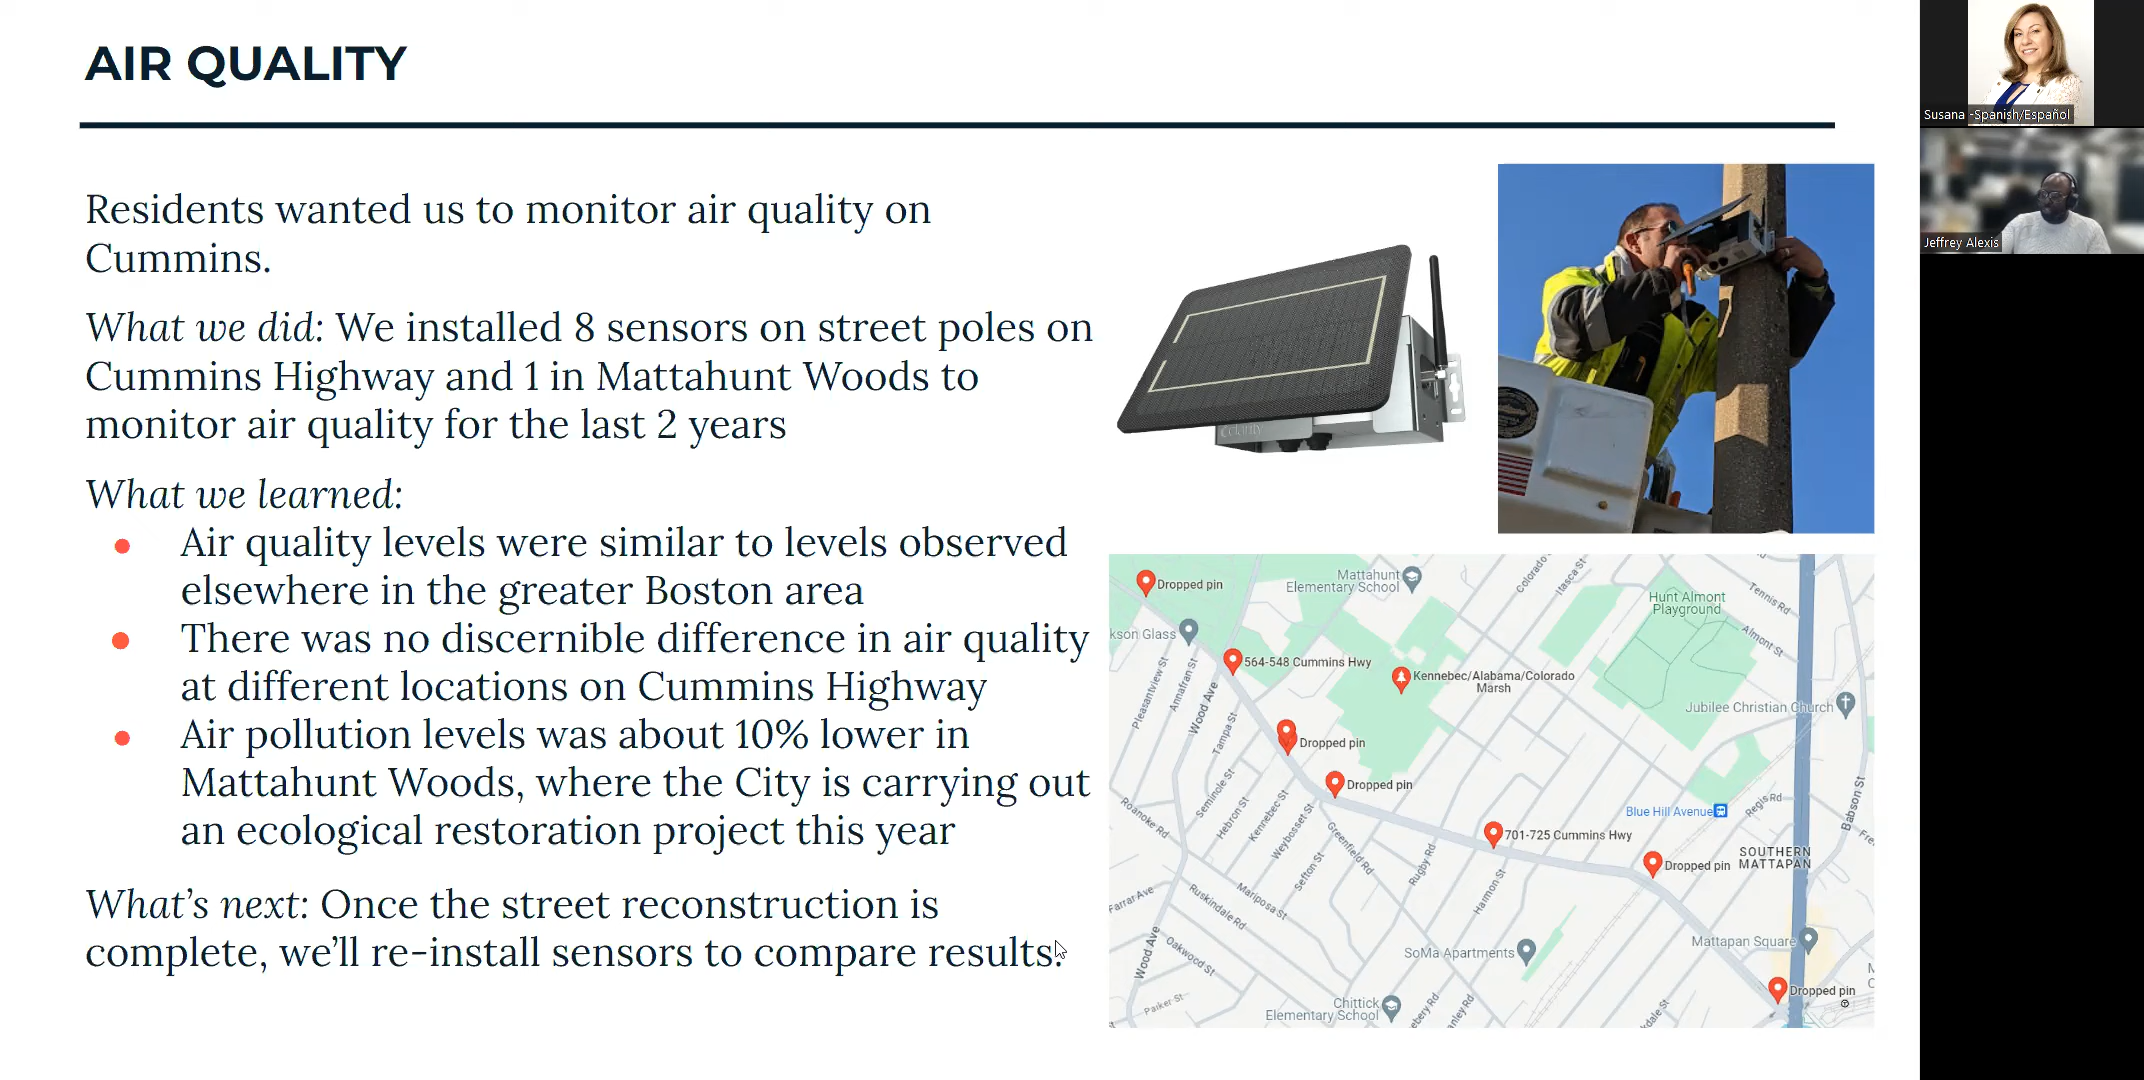 AIR QUALITY
Residents wanted us to monitor air quality on
Cummins.
What we did: We installed 8 sensors on street poles on
Cummins Highway and 1 in Mattahunt Woods to
monitor air quality for the last 2 years
What we learned:
● Air quality levels were similar to levels observed
elsewhere in the greater Boston area
● There was no discernible difference in air quality
at different locations on Cummins Highway
● Air pollution levels was about 10% lower in
Mattahunt Woods, where the City is carrying out
an ecological restoration project this year
What's next: Once the street reconstruction is
complete, we'll re-install sensors to compare results.
clarity
Dropped pin
Mattahunt
Elementary School
Colorado
Itasca St
Hunt Almont
Playground
Tennis Rd
Almont St
kson Glass
564-548 Cummins Hwy
Kennebec/Alabama/Colorado
Marsh
Jubilee Christian Church
Pleasantview St
Annafran St
Wood Ave
Tampa St
Dropped pin
Dropped pin
Seminole St
Hebron St
Kennebec St
Weybosset St
Roanoke Rd
Greenfield Rd
Sefton St
Rugby Rd
701-725 Cummins Hwy
Blue Hill Avenue
Regis Rd
Babson St
Fre
Dropped pin
SOUTHERN
MATTAPAN
Harmon St
Farrar Ave
Ruskindale Rd
Mariposa St
Oakwood St
Wood Ave
Parker St
SoMa Apartments
Mattapan Square
Chittick
Elementary School
ebery Rd
anley Rd
kdale St
Dropped pin
Susana -Spanish/Español
Jeffrey Alexis